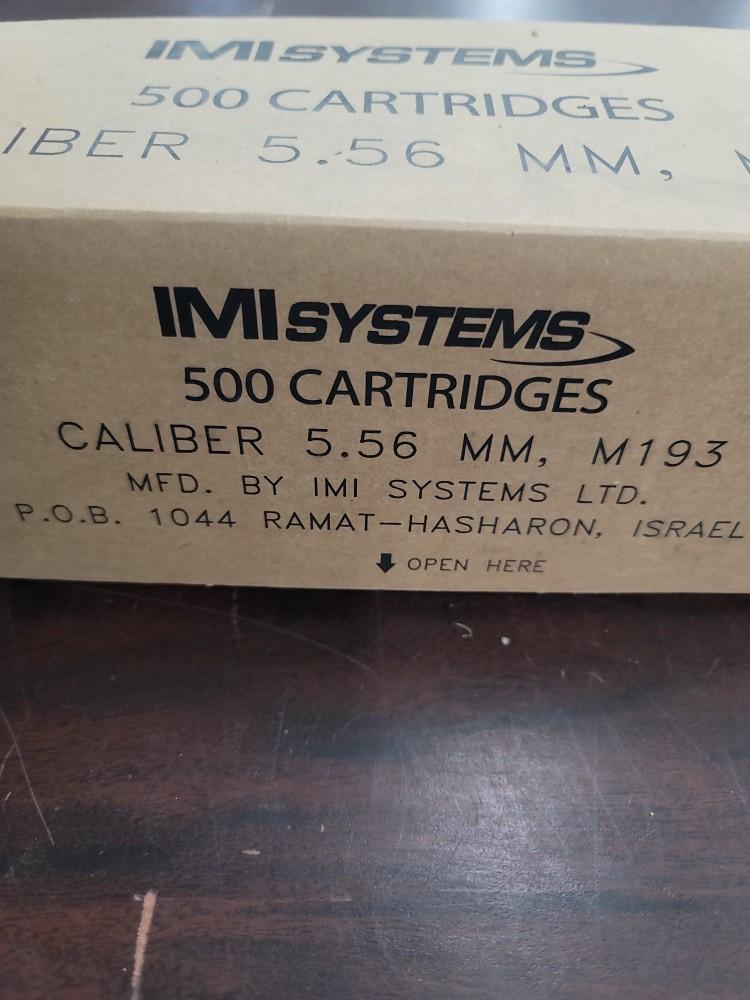 IMI SYSTEMS
500 CARTRIDGES
IBER 5.56 MM,
IMI SYSTEMS
500 CARTRIDGES
CALIBER 5.56 MM, M193
MFD. BY IMI SYSTEMS LTD.
P.O.B. 1044 RAMAT-HASHARON, ISRAEL
OPEN HERE